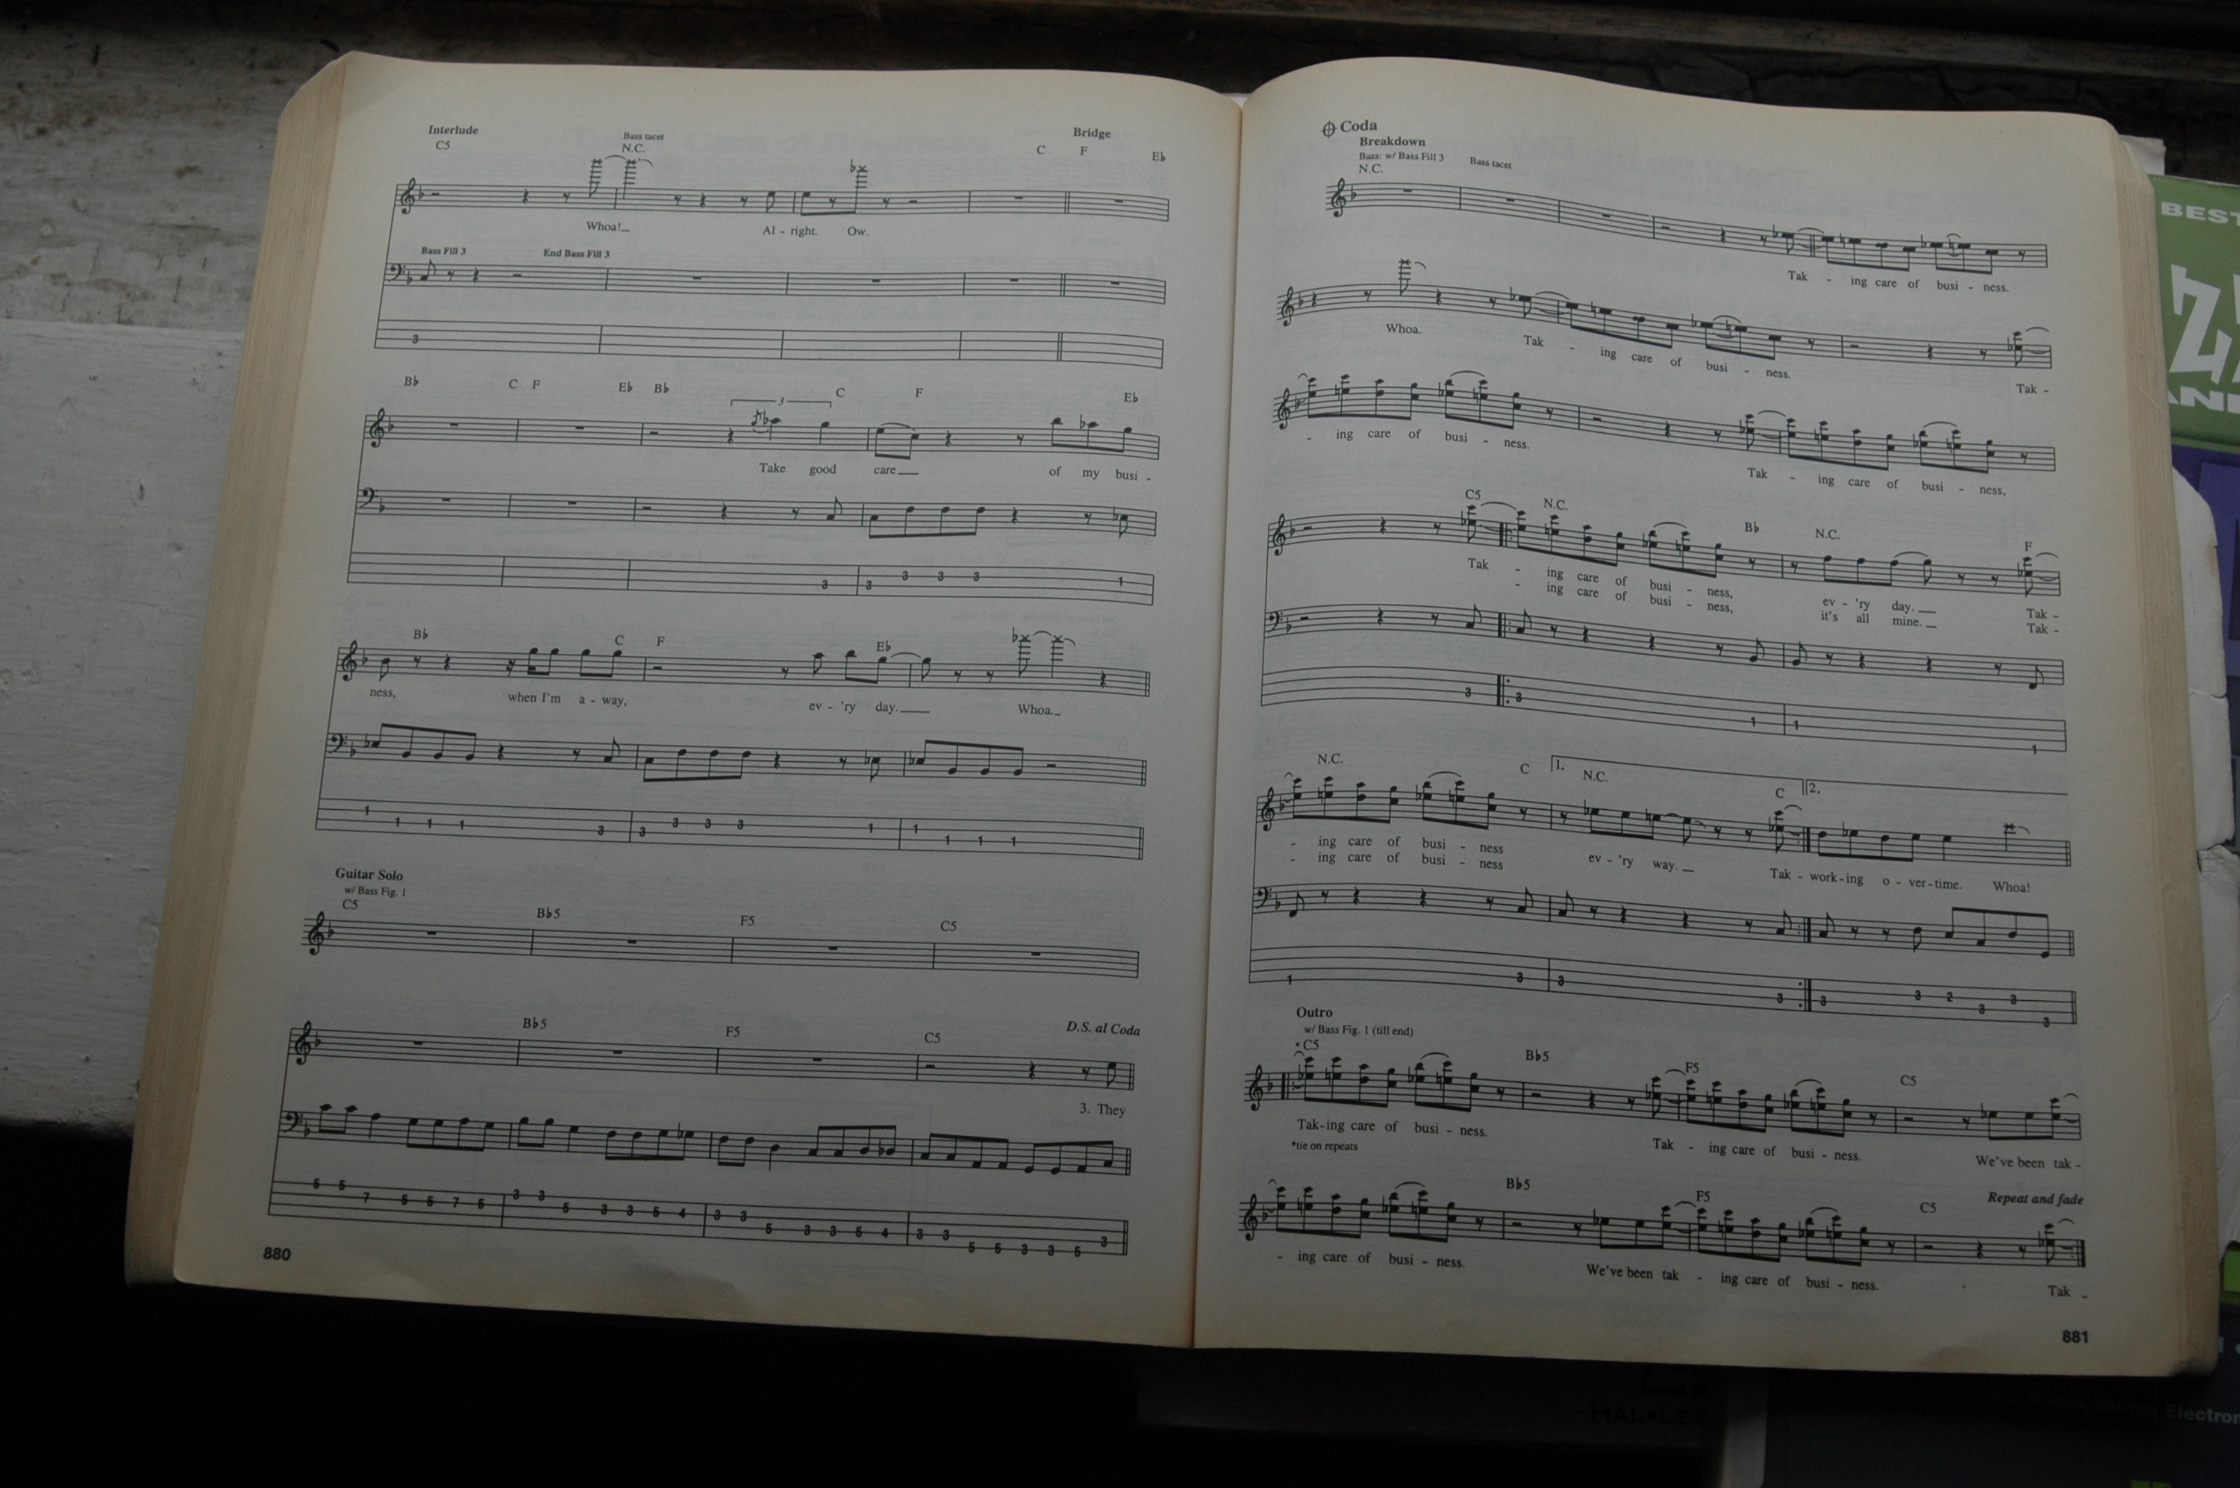 Interlude
Bass tacet
Bridge
C5 N.C. C F E♭
Whoa! Al - right. Ow.
Bass Fill 3 End Bass Fill 3
3
B♭ C F E♭ B♭ 3 C F E♭
Take good care of my busi -
3 3 3 3 3 1
B♭ C F E♭
ness, when I'm a - way, ev - 'ry day. Whoa.
1 1 1 1 3 3 3 3 3 1 1 1 1 1
Guitar Solo
w/ Bass Fig. 1
C5 B♭5 F5 C5
D.S. al Coda
B♭5 F5 C5
3. They
5 5 7 5 5 7 5 3 3 5 3 3 5 4 3 3 5 3 3 5 4 3 3 5 5 3 3 5 3
880
Coda
Breakdown
Bass: w/ Bass Fill 3 Bass tacet
N.C.
Tak - ing care of busi - ness.
Whoa. Tak - ing care of busi - ness. Tak -
- ing care of busi - ness. Tak - ing care of busi - ness,
C5 N.C. B♭ N.C. F
Tak - ing care of busi - ness, ev - 'ry day. Tak -
- ing care of busi - ness, it's all mine. Tak -
3 3 1 1 1
N.C. C 1. N.C. C 2.
- ing care of busi - ness ev - 'ry way. Tak - work - ing o - ver - time. Whoa!
- ing care of busi - ness
1 3 3 3 3 3 2 3 3 3
Outro
w/ Bass Fig. 1 (till end)
*C5 B♭5 F5 C5
Tak - ing care of busi - ness. Tak - ing care of busi - ness. We've been tak -
*tie on repeats
B♭5 F5 C5 Repeat and fade
- ing care of busi - ness. We've been tak - ing care of busi - ness. Tak -
881
BEST
HAL•LEO
Electron